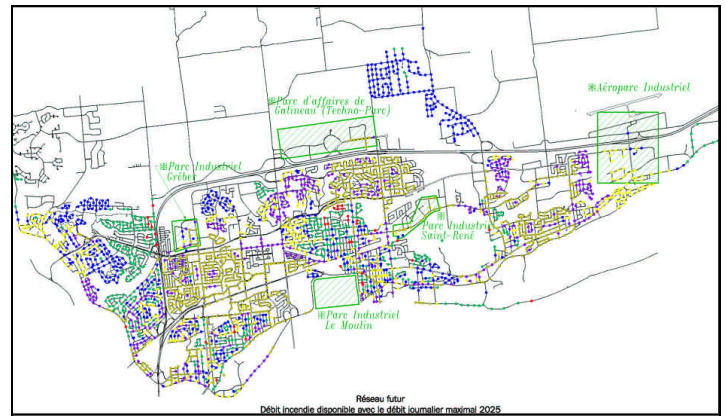 ※Aéroparc Industriel
※Parc d'affaires de
Gatineau (Techno-Parc)
※Parc Industriel
Gréber
※
Parc Industriel
Saint-René
※Parc Industriel
Le Moulin
Réseau futur
Débit incendie disponible avec le débit journalier maximal 2025